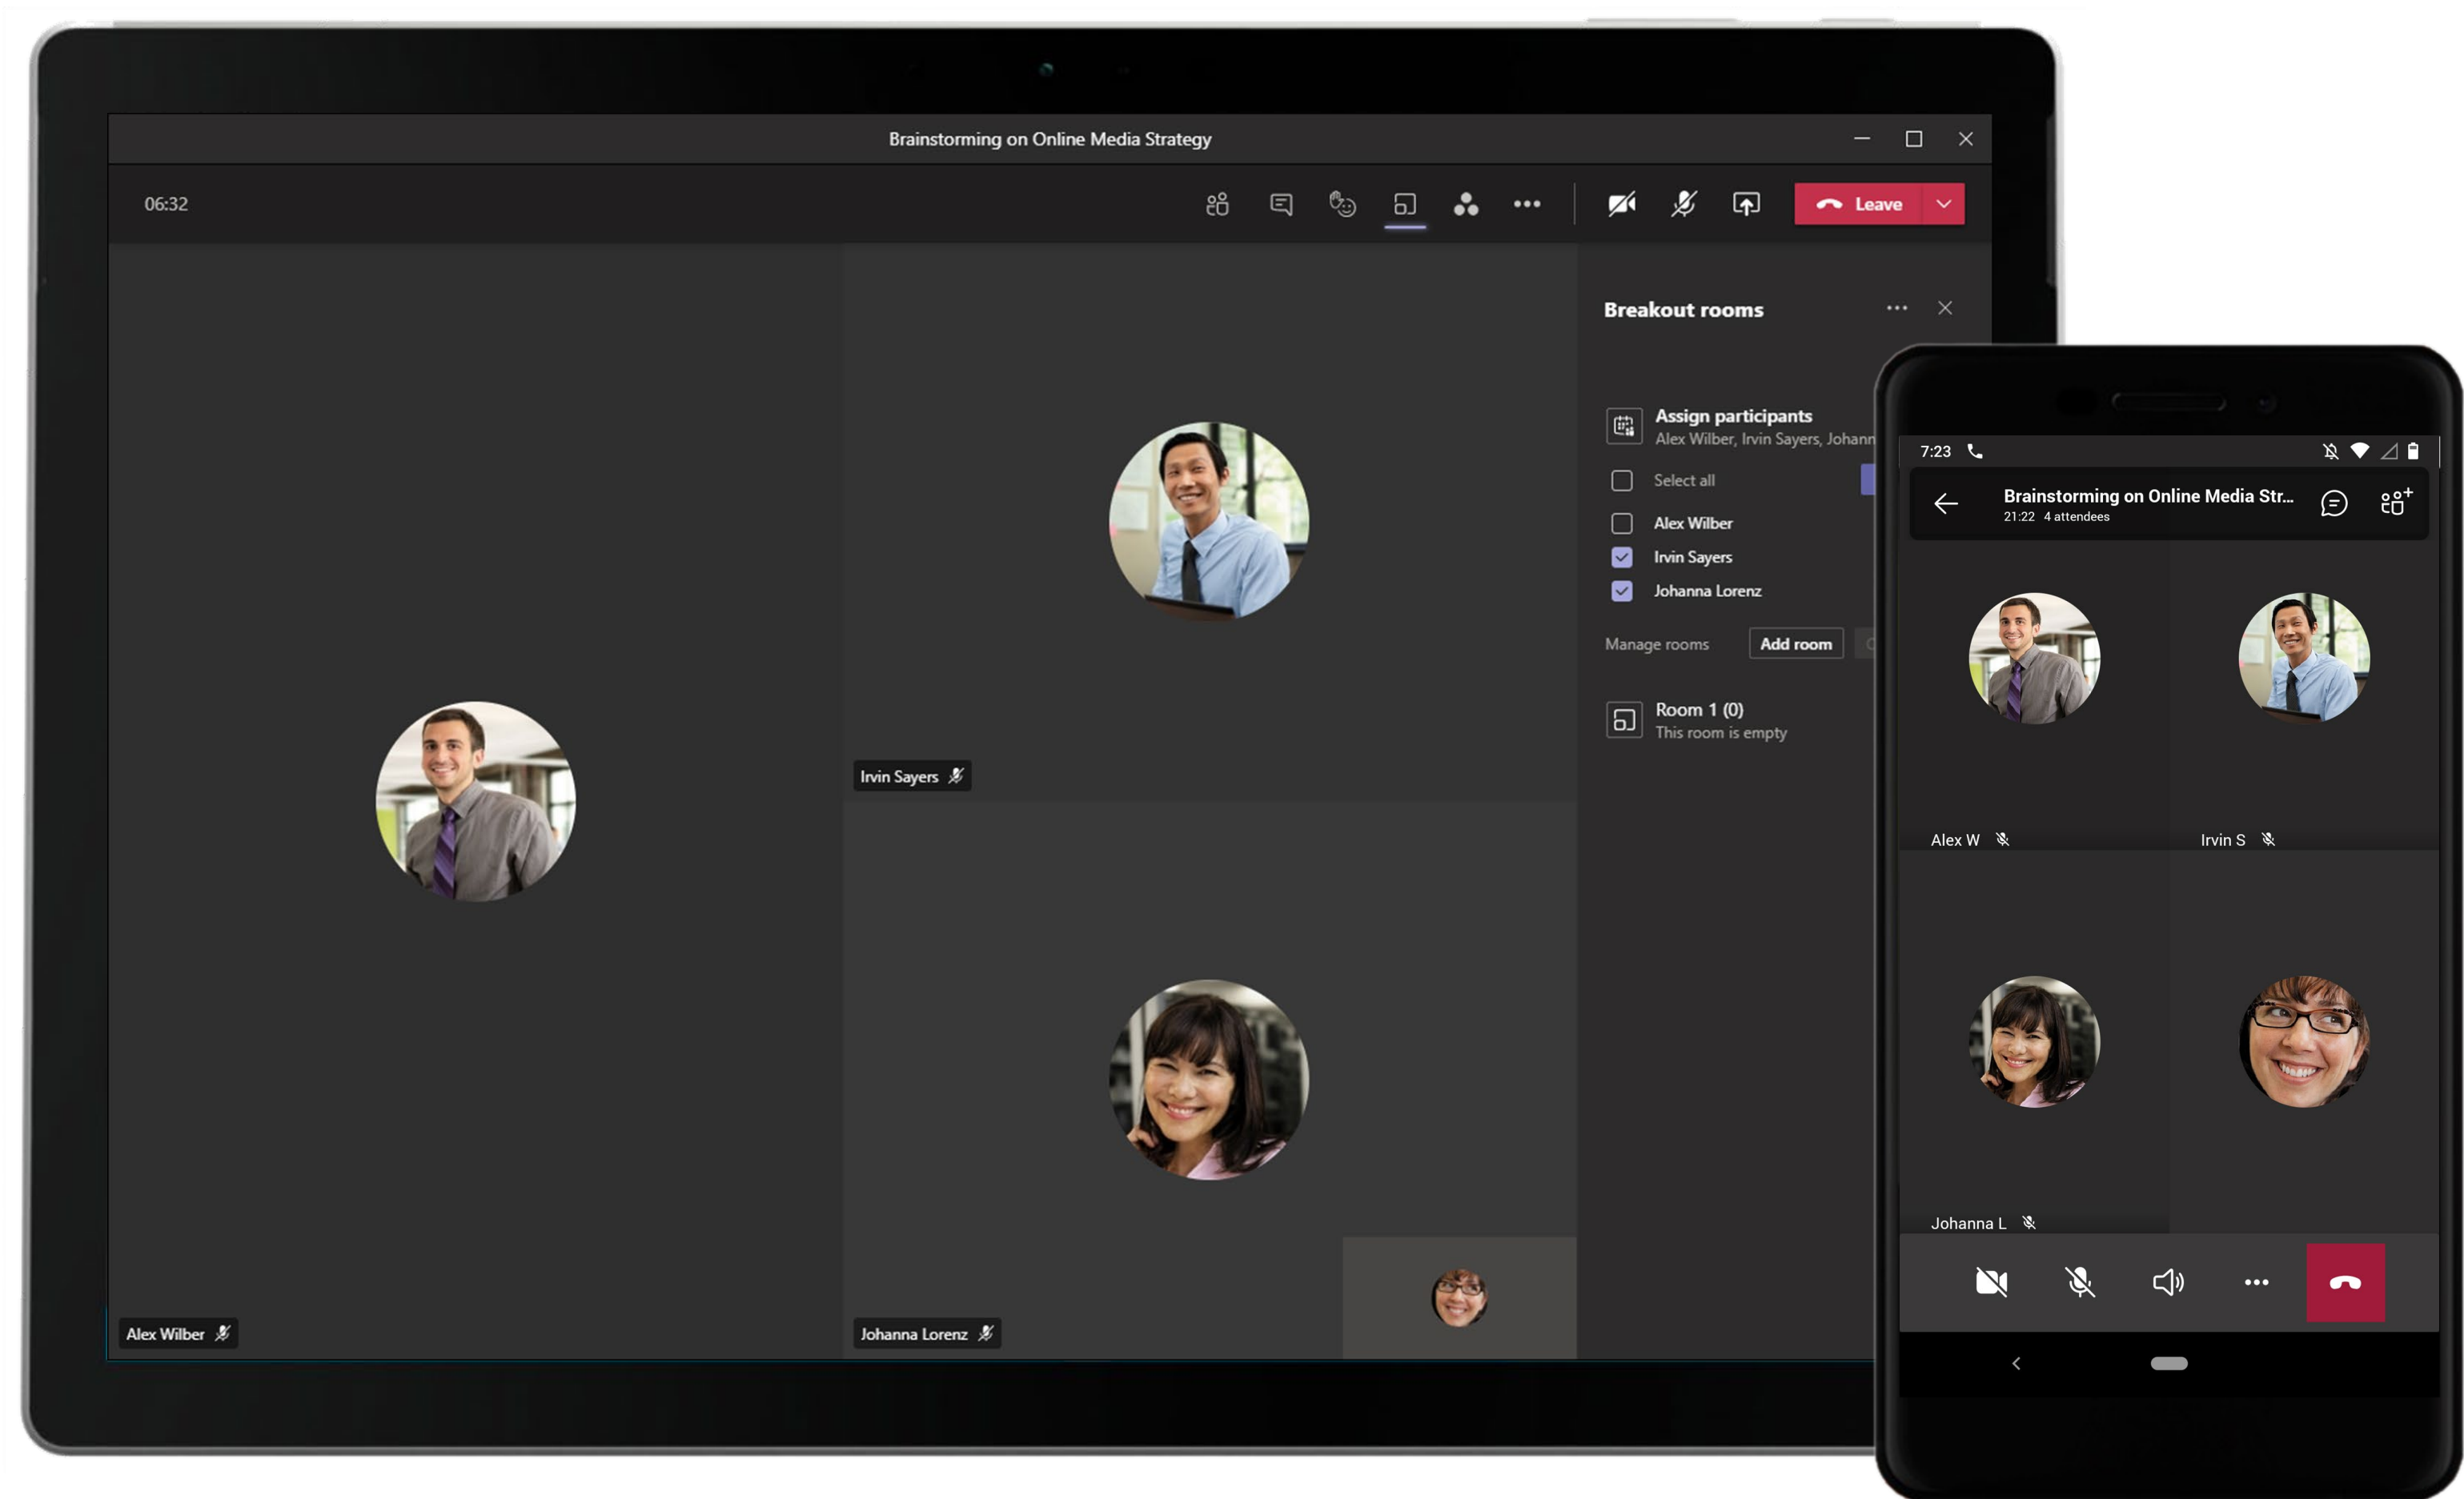 Brainstorming on Online Media Strategy
06:32
Leave
Breakout rooms
Assign participants
Alex Wilber, Irvin Sayers, Johann
Select all
Alex Wilber
Irvin Sayers
Johanna Lorenz
Manage rooms Add room
Room 1 (0)
This room is empty
Irvin Sayers
Alex Wilber
Johanna Lorenz
7:23
Brainstorming on Online Media Str...
21:22 4 attendees
Alex W
Irvin S
Johanna L